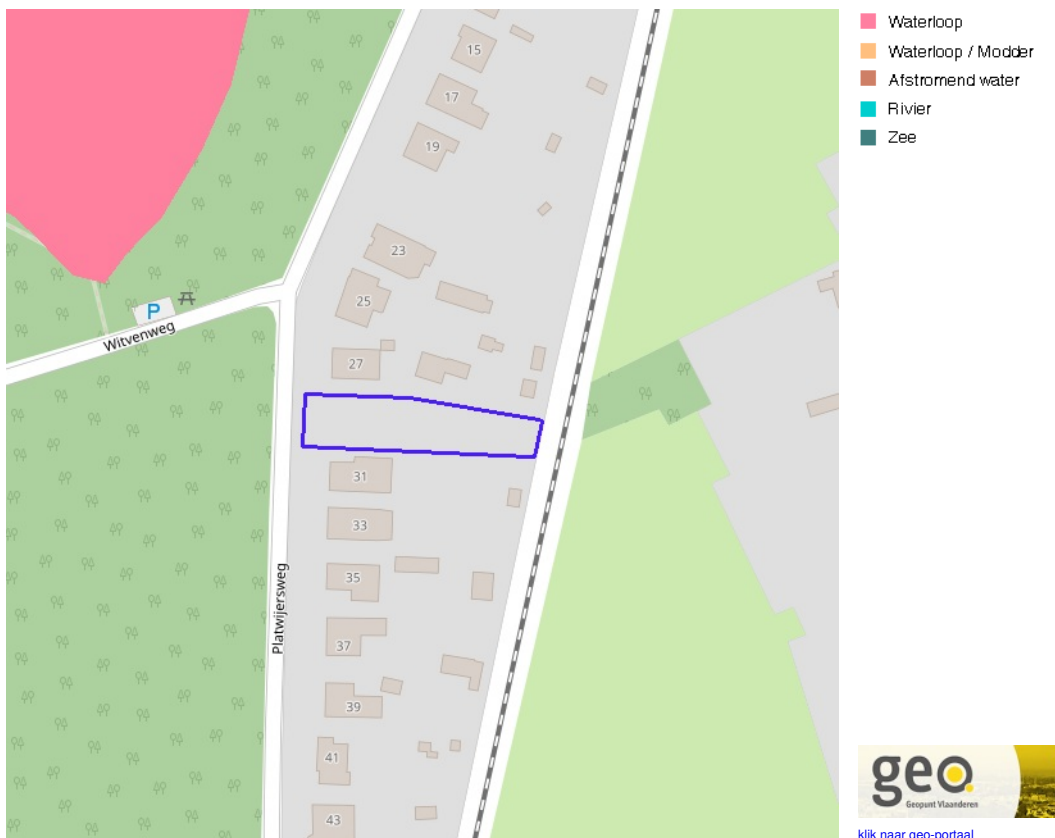 15
17
19
23
25
P
Witvenweg
27
31
33
35
Platwijersweg
37
39
41
43
Waterloop
Waterloop / Modder
Afstromend water
Rivier
Zee
geo.
Geopunt Vlaanderen
klik naar geo-portaal